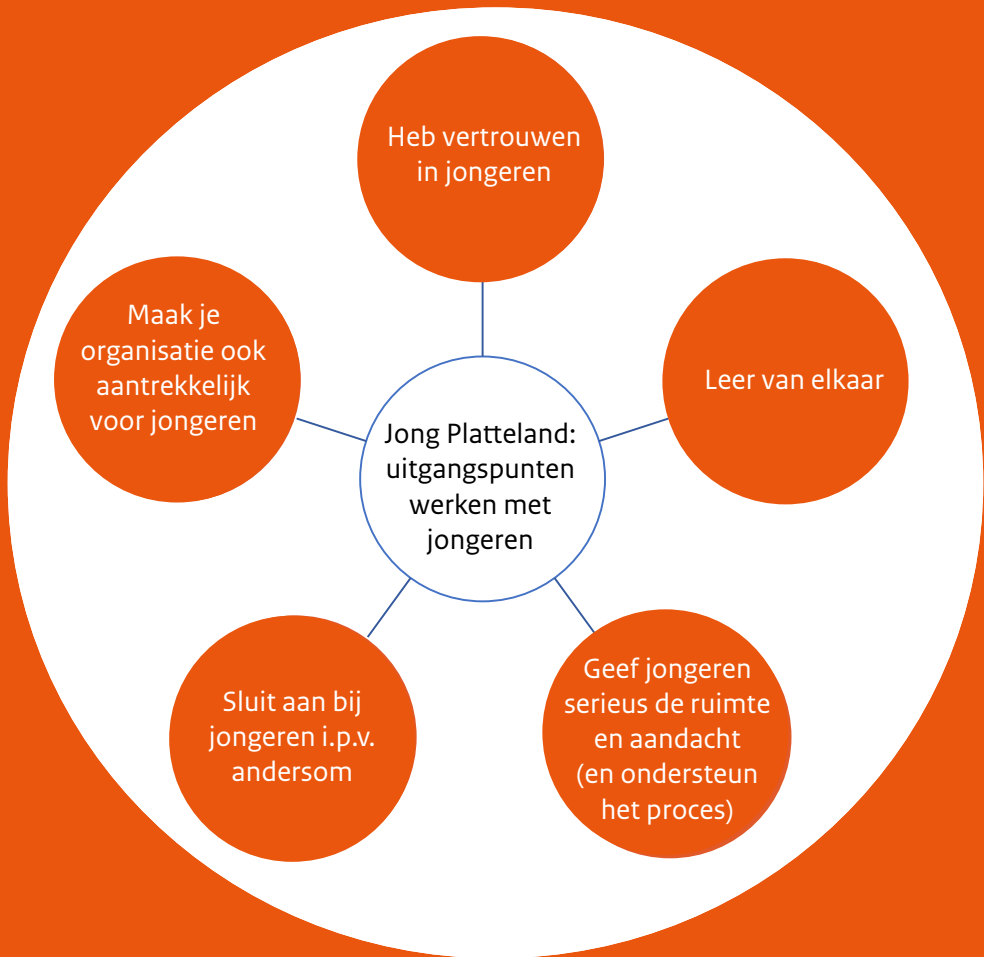 Heb vertrouwen
in jongeren
Leer van elkaar
Geef jongeren
serieus de ruimte
en aandacht
(en ondersteun
het proces)
Sluit aan bij
jongeren i.p.v.
andersom
Maak je
organisatie ook
aantrekkelijk
voor jongeren
Jong Platteland:
uitgangspunten
werken met
jongeren